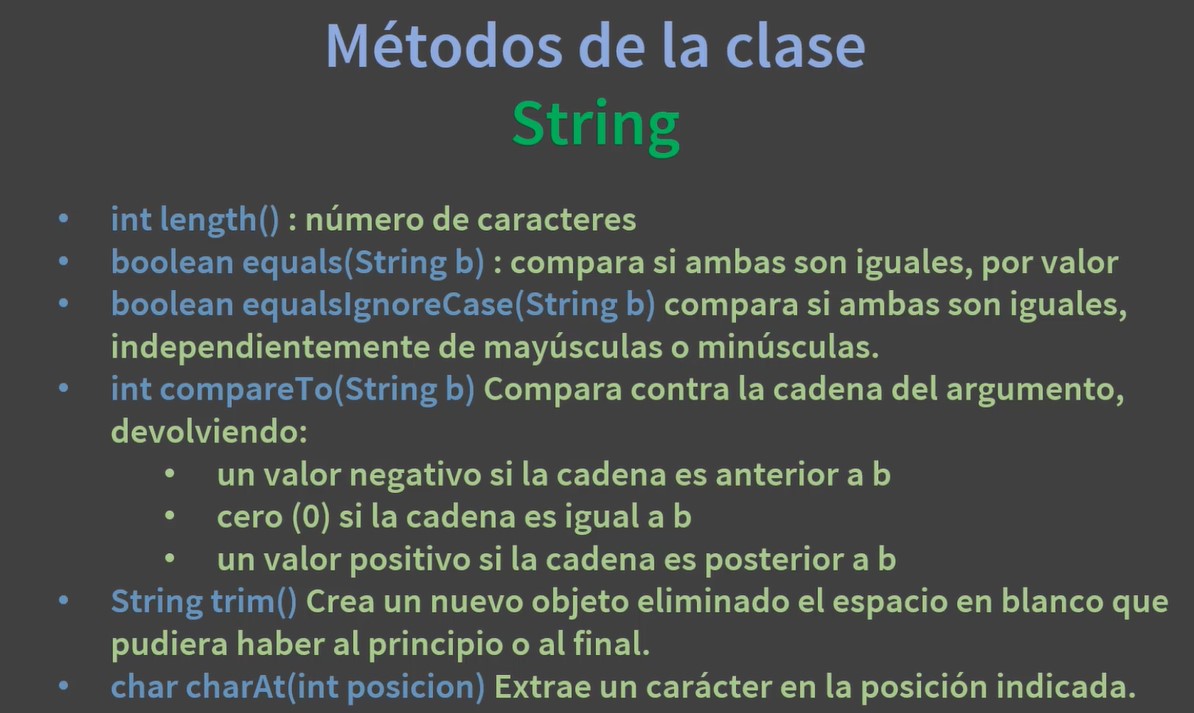 Métodos de la clase
String
• int length() : número de caracteres
• boolean equals(String b) : compara si ambas son iguales, por valor
• boolean equalsIgnoreCase(String b) compara si ambas son iguales,
independientemente de mayúsculas o minúsculas.
• int compareTo(String b) Compara contra la cadena del argumento,
devolviendo:
• un valor negativo si la cadena es anterior a b
• cero (0) si la cadena es igual a b
• un valor positivo si la cadena es posterior a b
• String trim() Crea un nuevo objeto eliminado el espacio en blanco que
pudiera haber al principio o al final.
• char charAt(int posicion) Extrae un carácter en la posición indicada.